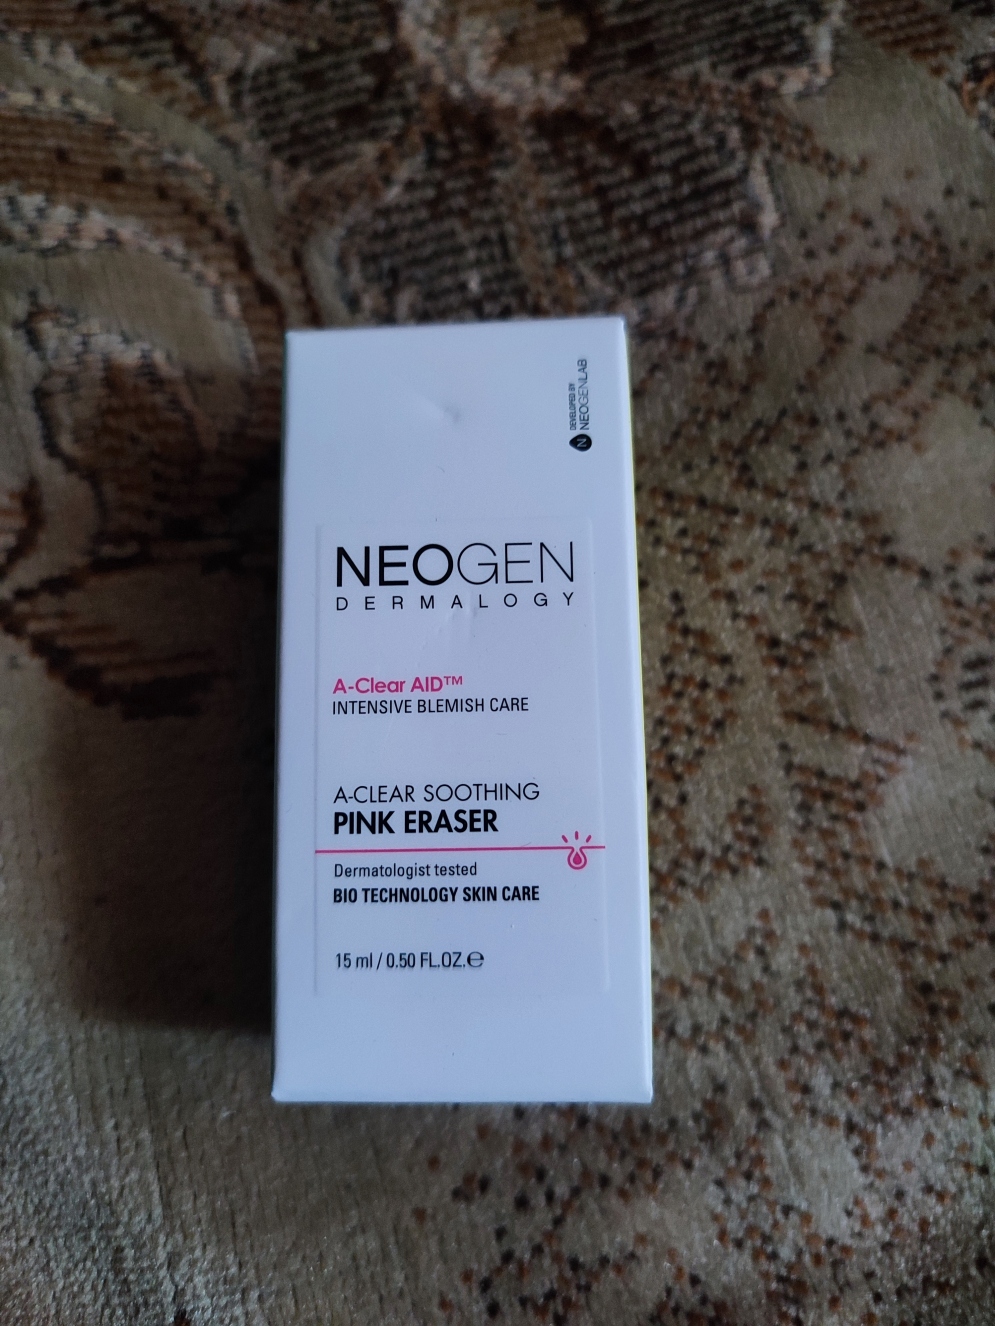 DEVELOPED BY
NEOGENLAB
N
NEOGEN
DERMALOGY
A-Clear AID™
INTENSIVE BLEMISH CARE
A-CLEAR SOOTHING
PINK ERASER
Dermatologist tested
BIO TECHNOLOGY SKIN CARE
15 ml / 0.50 FL.OZ.℮